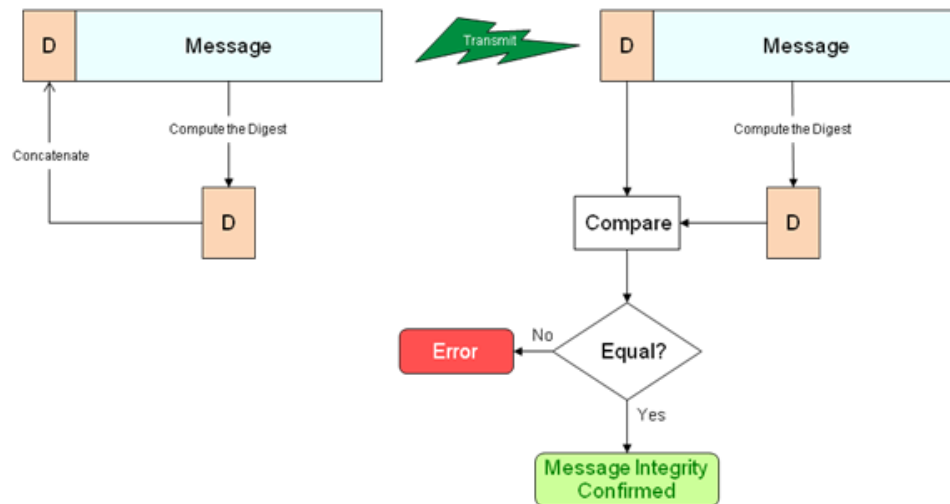 D
Message
Transmit
D
Message
Compute the Digest
Compute the Digest
Concatenate
D
Compare
D
No
Error
Equal?
Yes
Message Integrity
Confirmed